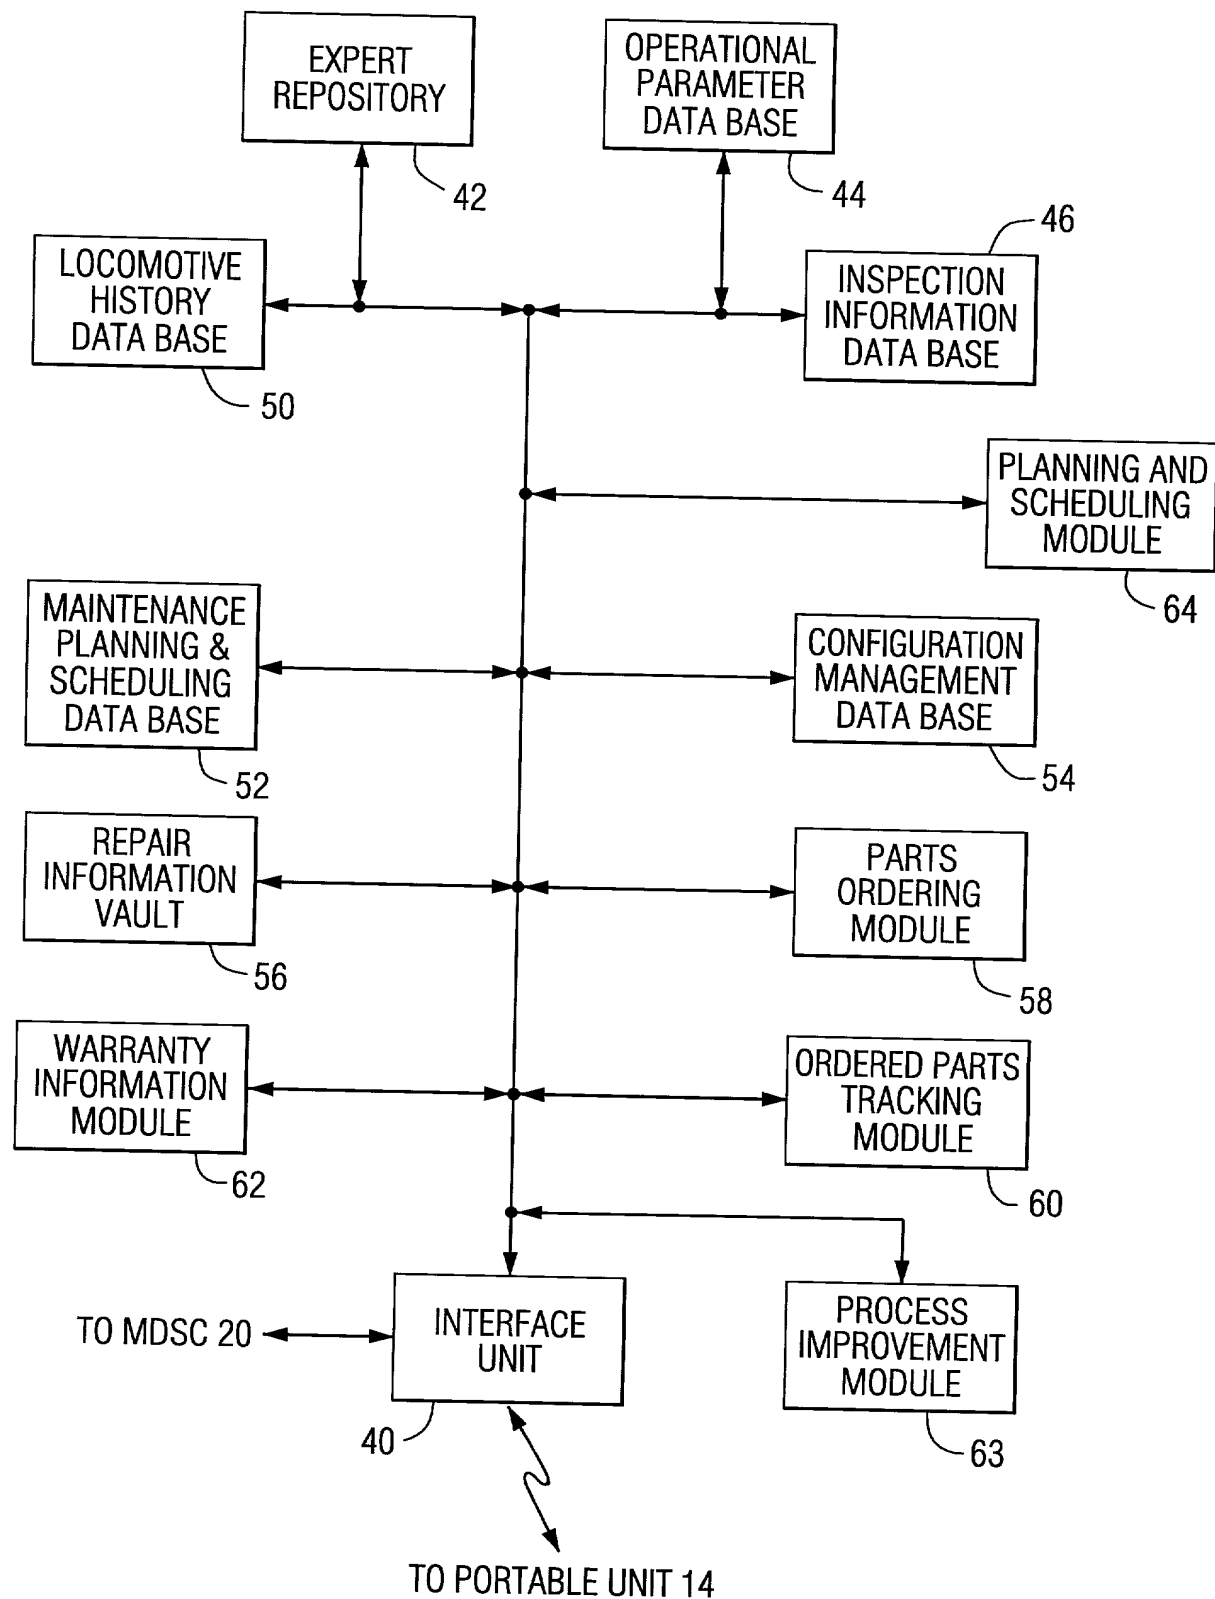 EXPERT
REPOSITORY
42
OPERATIONAL
PARAMETER
DATA BASE
44
LOCOMOTIVE
HISTORY
DATA BASE
50
46
INSPECTION
INFORMATION
DATA BASE
PLANNING AND
SCHEDULING
MODULE
64
MAINTENANCE
PLANNING &
SCHEDULING
DATA BASE
52
CONFIGURATION
MANAGEMENT
DATA BASE
54
REPAIR
INFORMATION
VAULT
56
PARTS
ORDERING
MODULE
58
WARRANTY
INFORMATION
MODULE
62
ORDERED PARTS
TRACKING
MODULE
60
TO MDSC 20
INTERFACE
UNIT
40
PROCESS
IMPROVEMENT
MODULE
63
TO PORTABLE UNIT 14